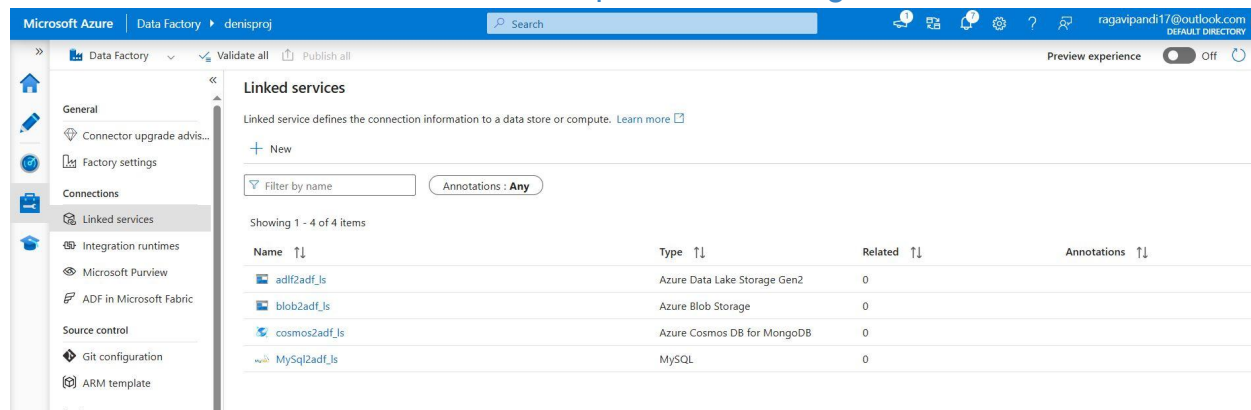 Microsoft Azure Data Factory denisproj Search 7 ragavipandi17@outlook.com
DEFAULT DIRECTORY
Data Factory Validate all Publish all Preview experience Off
General
Connector upgrade advis...
Factory settings
Connections
Linked services
Integration runtimes
Microsoft Purview
ADF in Microsoft Fabric
Source control
Git configuration
ARM template
Linked services
Linked service defines the connection information to a data store or compute. Learn more
New
Filter by name Annotations : Any
Showing 1 - 4 of 4 items
Name Type Related Annotations
adlf2adf_ls Azure Data Lake Storage Gen2 0
blob2adf_ls Azure Blob Storage 0
cosmos2adf_ls Azure Cosmos DB for MongoDB 0
MySql2adf_ls MySQL 0